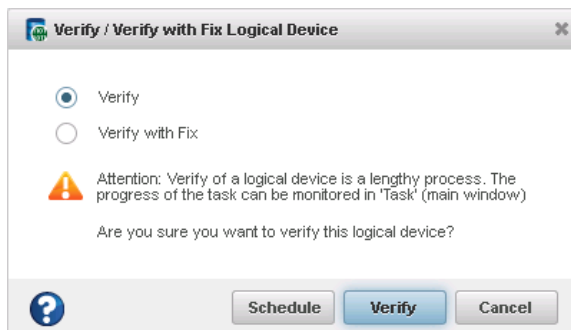 Verify / Verify with Fix Logical Device
Verify
Verify with Fix
Attention: Verify of a logical device is a lengthy process. The
progress of the task can be monitored in 'Task' (main window)
Are you sure you want to verify this logical device?
?
Schedule
Verify
Cancel